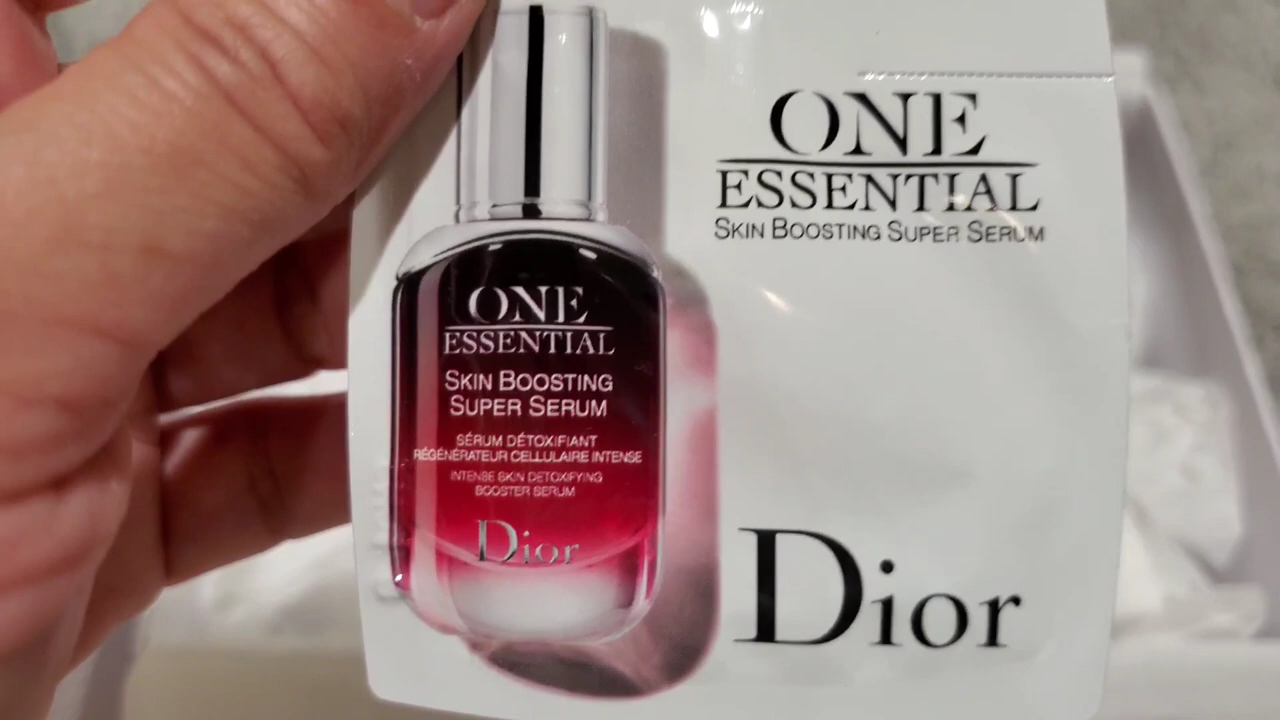 ONE
ESSENTIAL
SKIN BOOSTING
SUPER SERUM
SÉRUM DÉTOXIFIANT
RÉGÉNÉRATEUR CELLULAIRE INTENSE
INTENSE SKIN DETOXIFYING
BOOSTER SERUM
Dior
ONE
ESSENTIAL
SKIN BOOSTING SUPER SERUM
Dior